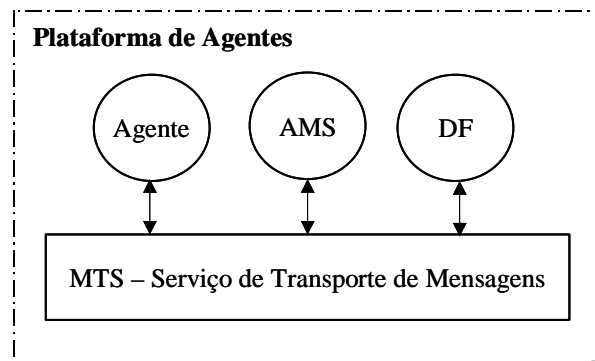 Plataforma de Agentes
Agente
AMS
DF
MTS – Serviço de Transporte de Mensagens